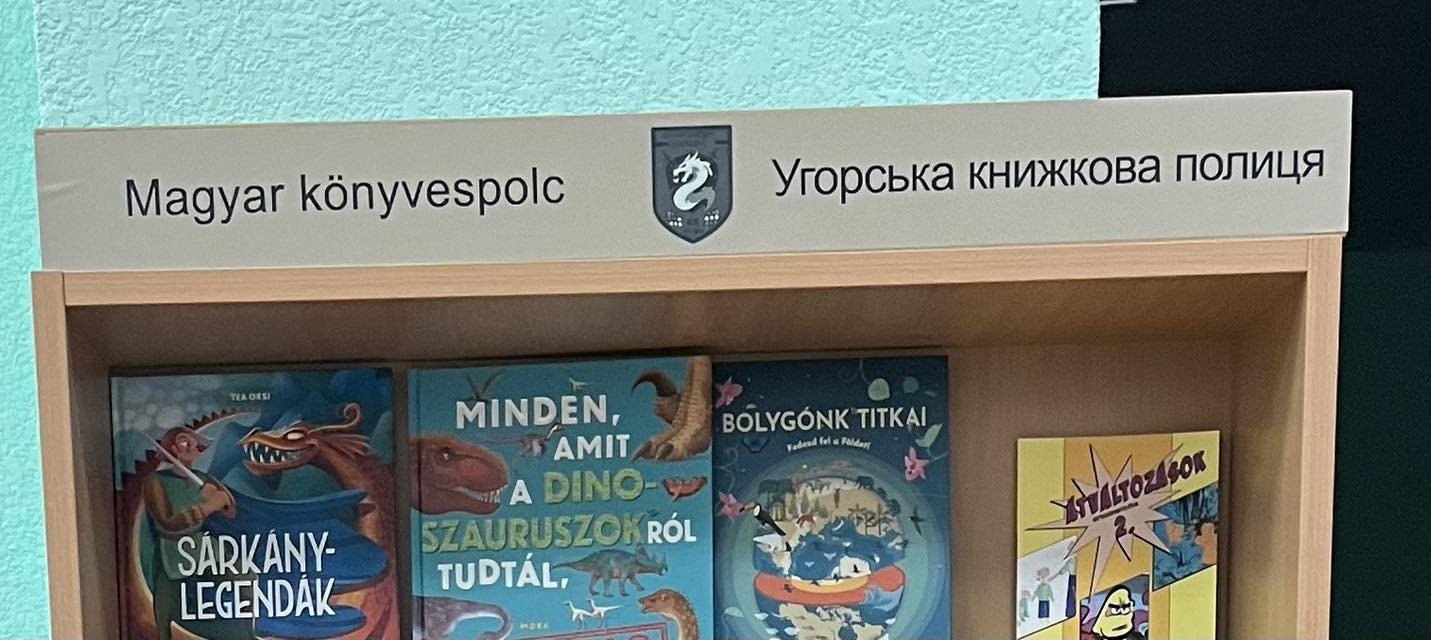 Magyar könyvespolc
Угорська книжкова полиця
TEA ORSI
SÁRKÁNY-
LEGENDÁK
MINDEN,
AMIT
A DINO-
SZAURUSZOKRÓL
TUDTÁL,
MÓRA
BOLYGÓNK TITKAI
Fedezd fel a Földet!
ÁTVÁLTOZÁSOK
2.